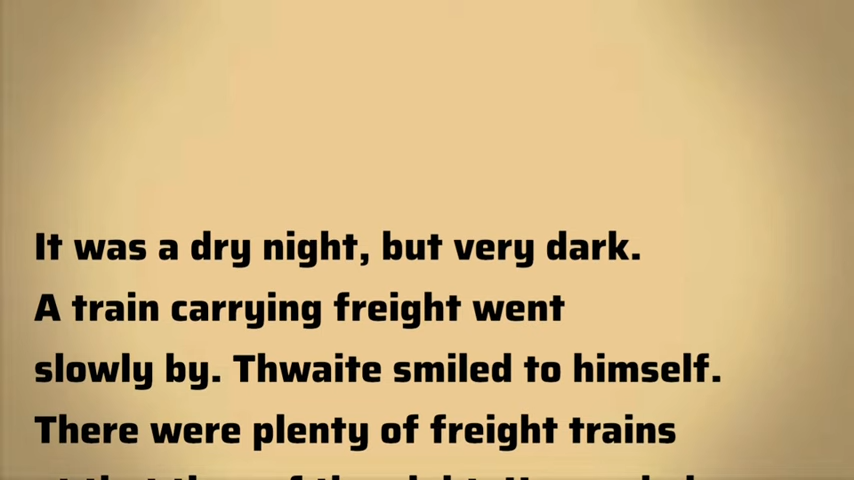 It was a dry night, but very dark.
A train carrying freight went
slowly by. Thwaite smiled to himself.
There were plenty of freight trains